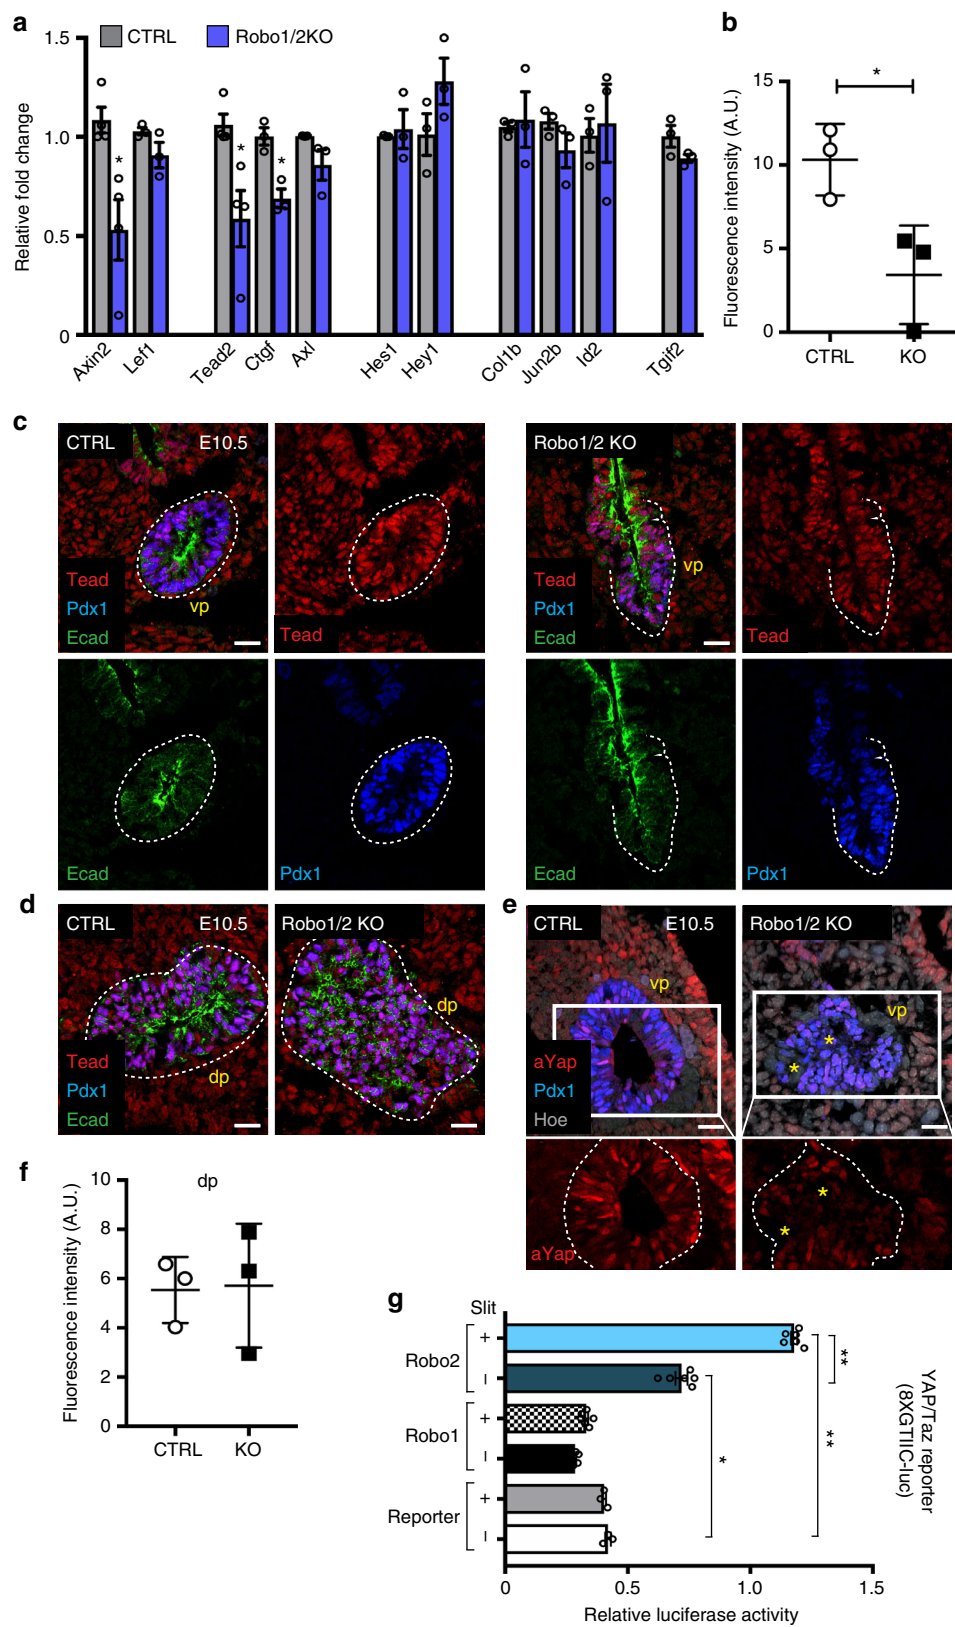 a
CTRL
Robo1/2KO
Relative fold change
1.5
1.0
0.5
0
Axin2
Lef1
Tead2
Ctgf
Axl
Hes1
Hey1
Col1b
Jun2b
Id2
Tgif2
*
*
*
b
Fluorescence intensity (A.U.)
15
10
5
0
*
CTRL
KO
c
CTRL
E10.5
Tead
Pdx1
Ecad
vp
Tead
Ecad
Pdx1
Robo1/2 KO
Tead
Pdx1
Ecad
vp
Tead
Ecad
Pdx1
d
CTRL
E10.5
Tead
Pdx1
Ecad
dp
Robo1/2 KO
dp
e
CTRL
E10.5
vp
aYap
Pdx1
Hoe
aYap
Robo1/2 KO
vp
*
*
*
*
f
dp
Fluorescence intensity (A.U.)
10
8
6
4
2
0
CTRL
KO
g
Slit
Robo2
+
–
Robo1
+
–
Reporter
+
–
*
**
**
YAP/Taz reporter
(8XGTIIC-luc)
0
0.5
1.0
1.5
Relative luciferase activity